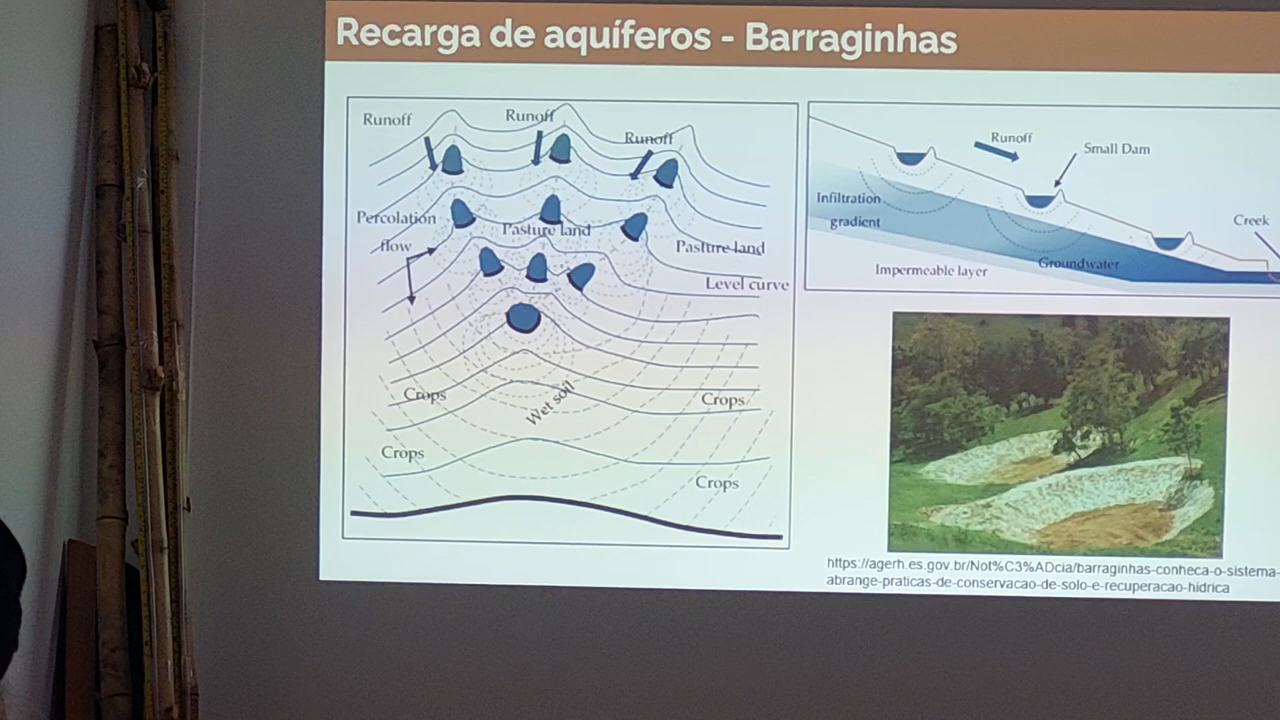 Recarga de aquíferos - Barraginhas
Runoff
Runoff
Runoff
Percolation
flow
Pasture land
Pasture land
Level curve
Crops
Wet soil
Crops
Crops
Crops
Runoff
Small Dam
Infiltration
gradient
Creek
Groundwater
Impermeable layer
https://agerh.es.gov.br/Not%C3%ADcia/barraginhas-conheca-o-sistema-
abrange-praticas-de-conservacao-de-solo-e-recuperacao-hidrica